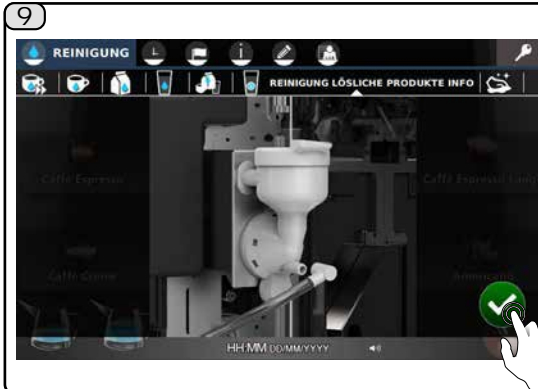 9
REINIGUNG
REINIGUNG LÖSLICHE PRODUKTE INFO
Caffè Espresso
Caffè Crème
Americano
HH:MM DD/MM/YYYY